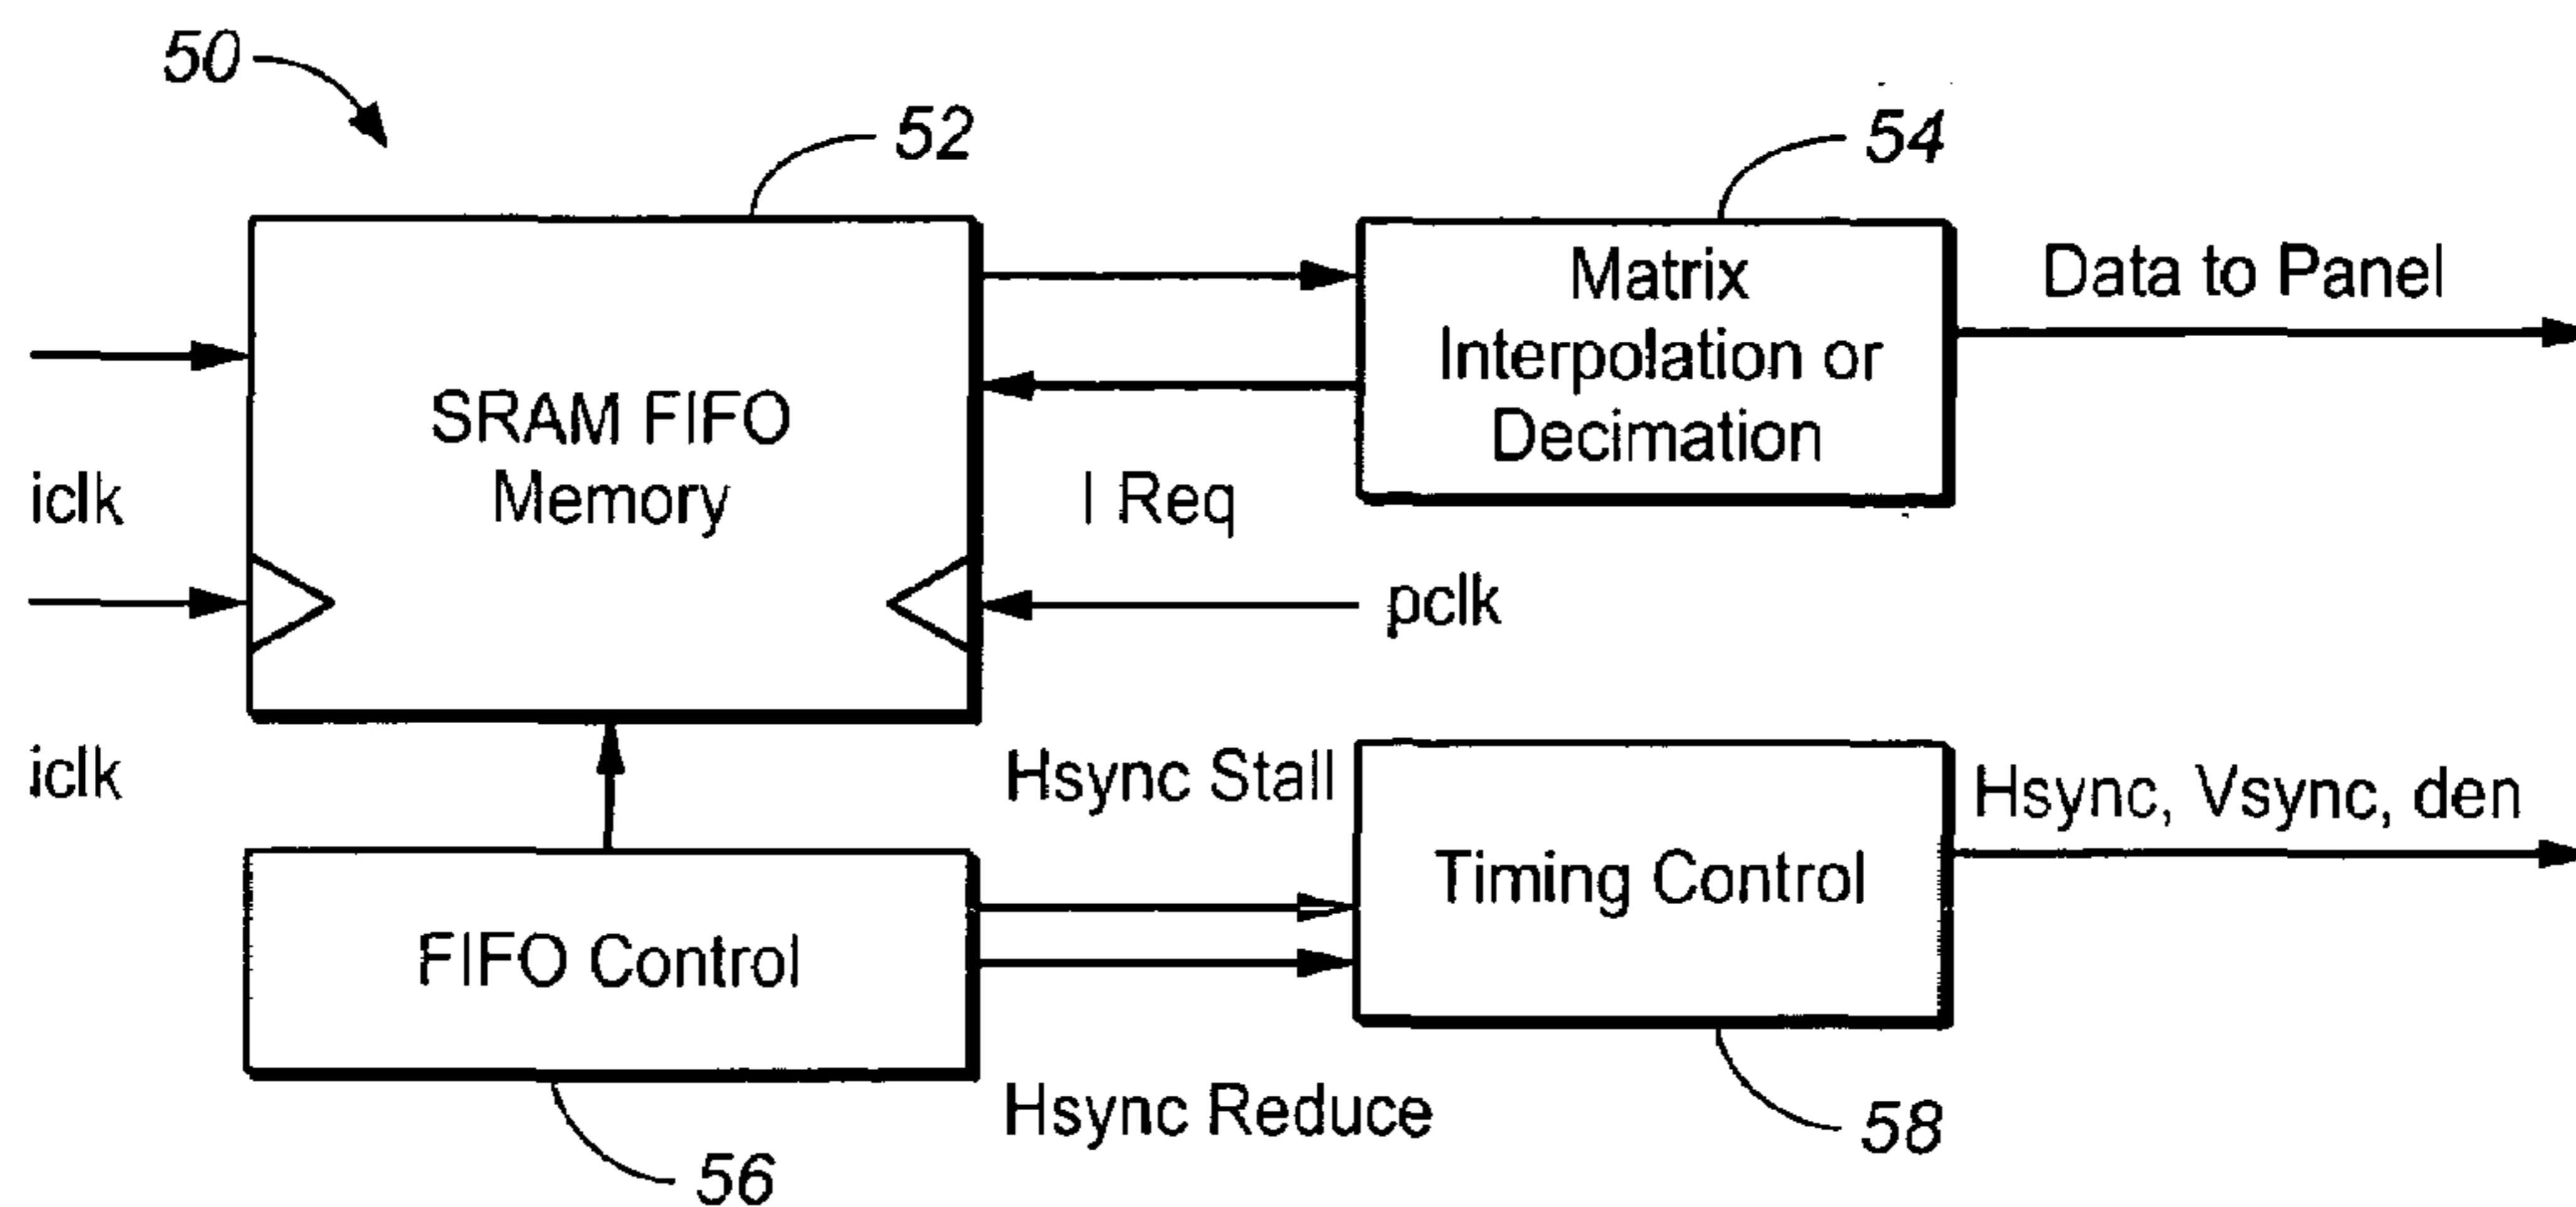 50
52
54
SRAM FIFO
Memory
Matrix
Interpolation or
Decimation
Data to Panel
iclk
I Req
pclk
iclk
Hsync Stall
Timing Control
Hsync, Vsync, den
FIFO Control
Hsync Reduce
56
58